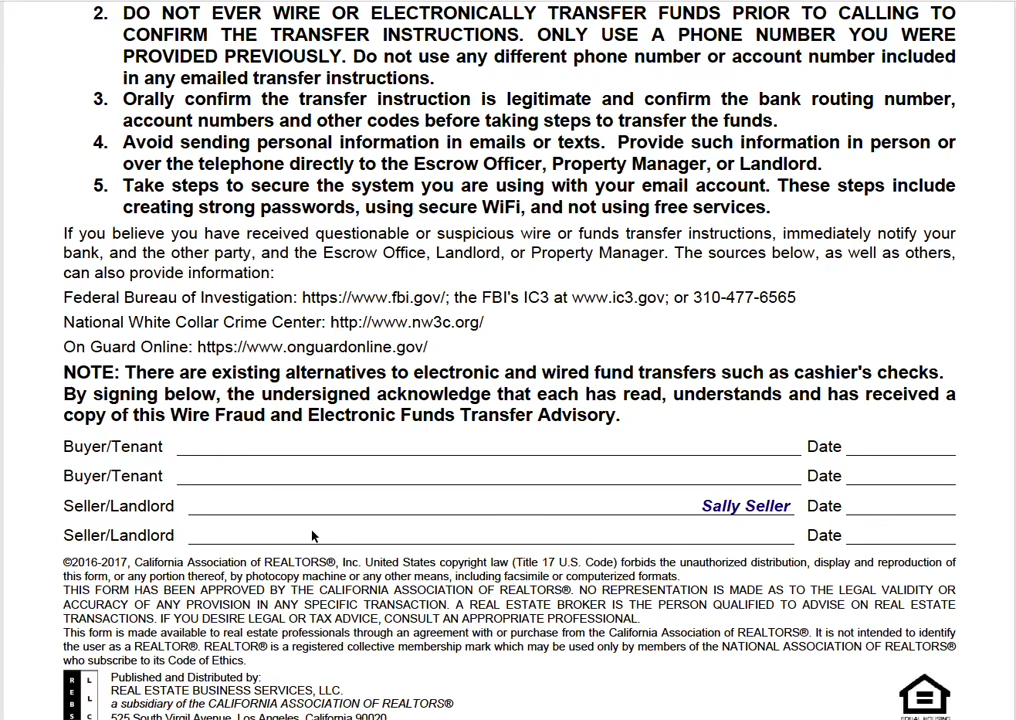 2. DO NOT EVER WIRE OR ELECTRONICALLY TRANSFER FUNDS PRIOR TO CALLING TO
CONFIRM THE TRANSFER INSTRUCTIONS. ONLY USE A PHONE NUMBER YOU WERE
PROVIDED PREVIOUSLY. Do not use any different phone number or account number included
in any emailed transfer instructions.
3. Orally confirm the transfer instruction is legitimate and confirm the bank routing number,
account numbers and other codes before taking steps to transfer the funds.
4. Avoid sending personal information in emails or texts. Provide such information in person or
over the telephone directly to the Escrow Officer, Property Manager, or Landlord.
5. Take steps to secure the system you are using with your email account. These steps include
creating strong passwords, using secure WiFi, and not using free services.
If you believe you have received questionable or suspicious wire or funds transfer instructions, immediately notify your
bank, and the other party, and the Escrow Office, Landlord, or Property Manager. The sources below, as well as others,
can also provide information:
Federal Bureau of Investigation: https://www.fbi.gov/; the FBI's IC3 at www.ic3.gov; or 310-477-6565
National White Collar Crime Center: http://www.nw3c.org/
On Guard Online: https://www.onguardonline.gov/
NOTE: There are existing alternatives to electronic and wired fund transfers such as cashier's checks.
By signing below, the undersigned acknowledge that each has read, understands and has received a
copy of this Wire Fraud and Electronic Funds Transfer Advisory.
Buyer/Tenant Date
Buyer/Tenant Date
Seller/Landlord Sally Seller Date
Seller/Landlord Date
©2016-2017, California Association of REALTORS®, Inc. United States copyright law (Title 17 U.S. Code) forbids the unauthorized distribution, display and reproduction of
this form, or any portion thereof, by photocopy machine or any other means, including facsimile or computerized formats.
THIS FORM HAS BEEN APPROVED BY THE CALIFORNIA ASSOCIATION OF REALTORS®. NO REPRESENTATION IS MADE AS TO THE LEGAL VALIDITY OR
ACCURACY OF ANY PROVISION IN ANY SPECIFIC TRANSACTION. A REAL ESTATE BROKER IS THE PERSON QUALIFIED TO ADVISE ON REAL ESTATE
TRANSACTIONS. IF YOU DESIRE LEGAL OR TAX ADVICE, CONSULT AN APPROPRIATE PROFESSIONAL.
This form is made available to real estate professionals through an agreement with or purchase from the California Association of REALTORS®. It is not intended to identify
the user as a REALTOR®. REALTOR® is a registered collective membership mark which may be used only by members of the NATIONAL ASSOCIATION OF REALTORS®
who subscribe to its Code of Ethics.
R L
E L
B L
S C
Published and Distributed by:
REAL ESTATE BUSINESS SERVICES, LLC.
a subsidiary of the CALIFORNIA ASSOCIATION OF REALTORS®
525 South Virgil Avenue, Los Angeles, California 90020